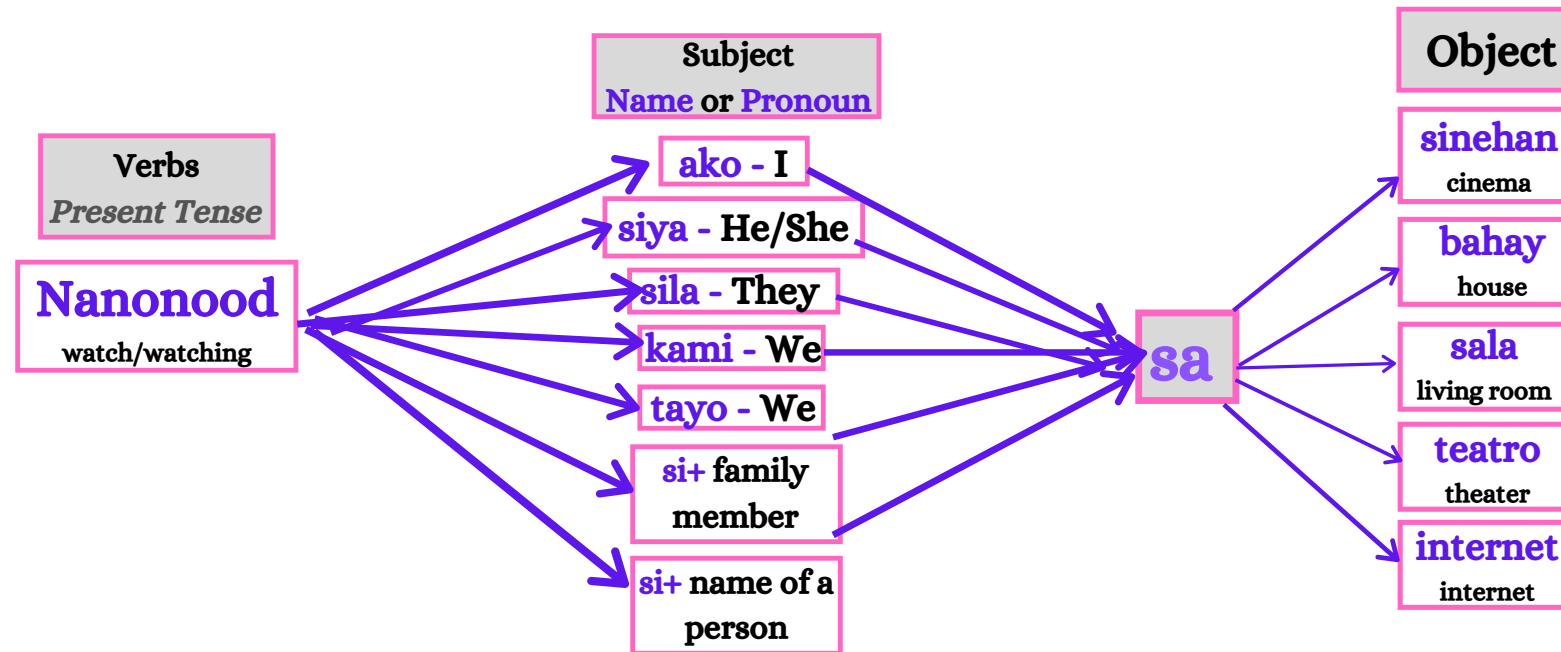 Verbs
Present Tense
Nanonood
watch/watching
Subject
Name or Pronoun
ako - I
siya - He/She
sila - They
kami - We
tayo - We
si+ family
member
si+ name of a
person
sa
Object
sinehan
cinema
bahay
house
sala
living room
teatro
theater
internet
internet